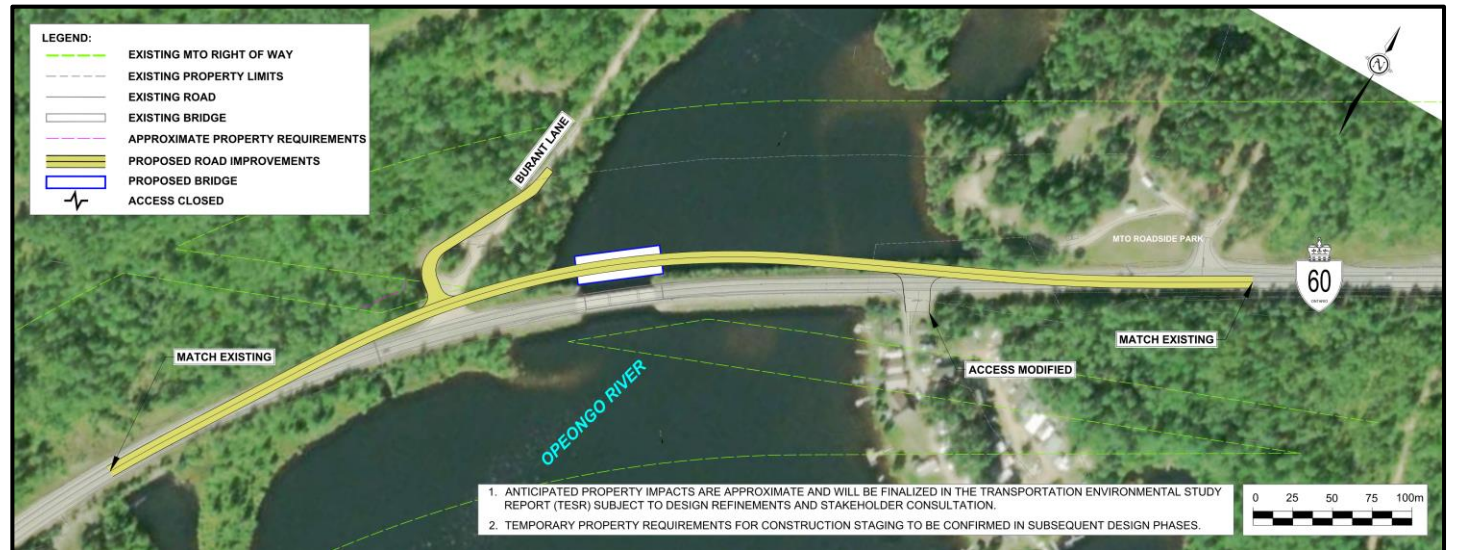 LEGEND:
EXISTING MTO RIGHT OF WAY
EXISTING PROPERTY LIMITS
EXISTING ROAD
EXISTING BRIDGE
APPROXIMATE PROPERTY REQUIREMENTS
PROPOSED ROAD IMPROVEMENTS
PROPOSED BRIDGE
ACCESS CLOSED
BURANT LANE
MTO ROADSIDE PARK
60
ONTARIO
MATCH EXISTING
MATCH EXISTING
ACCESS MODIFIED
OPEONGO RIVER
1. ANTICIPATED PROPERTY IMPACTS ARE APPROXIMATE AND WILL BE FINALIZED IN THE TRANSPORTATION ENVIRONMENTAL STUDY
REPORT (TESR) SUBJECT TO DESIGN REFINEMENTS AND STAKEHOLDER CONSULTATION.
2. TEMPORARY PROPERTY REQUIREMENTS FOR CONSTRUCTION STAGING TO BE CONFIRMED IN SUBSEQUENT DESIGN PHASES.
0 25 50 75 100m